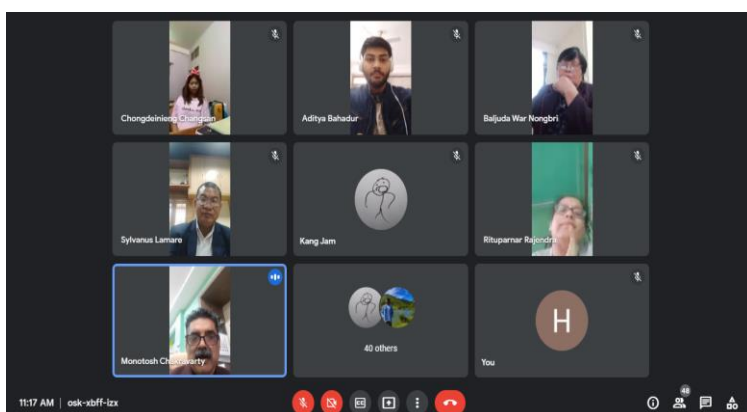 Chongdeinieng Changsan
Aditya Bahadur
Baljuda War Nongbri
Sylvanus Lamare
Kang Jam
Rituparnar Rajendra
Monotosh Chakravarty
40 others
H
You
11:17 AM | osk-xbff-izx
CC
48